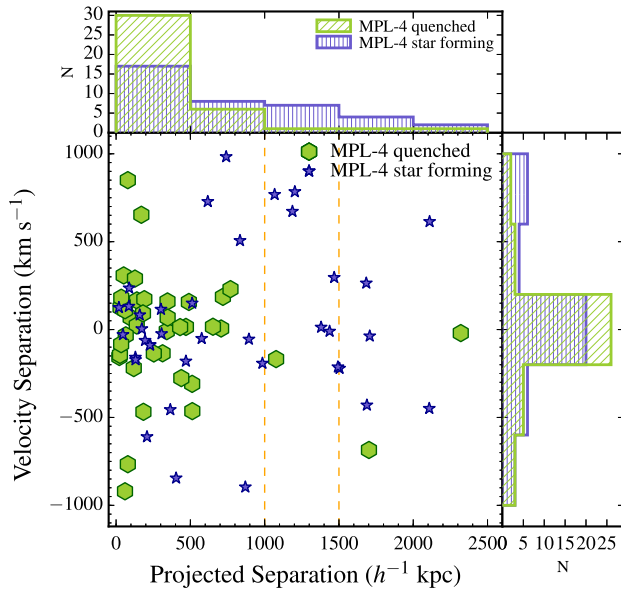 30
25
20
15
10
5
0
N
MPL-4 quenched
MPL-4 star forming
1000
500
0
−500
−1000
Velocity Separation (km s⁻¹)
MPL-4 quenched
MPL-4 star forming
0 500 1000 1500 2000 2500
Projected Separation (h⁻¹ kpc)
0 5 10 15 20 25
N